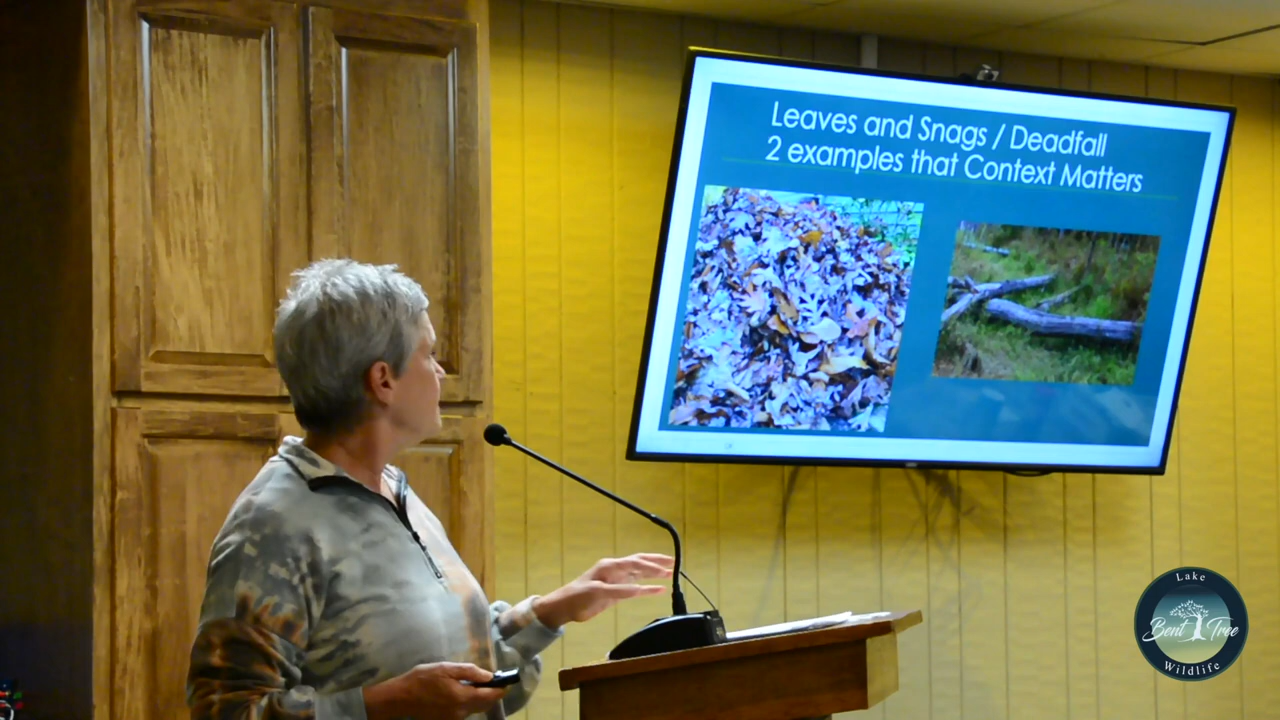 Leaves and Snags / Deadfall
2 examples that Context Matters
Lake
Bent Tree
Wildlife